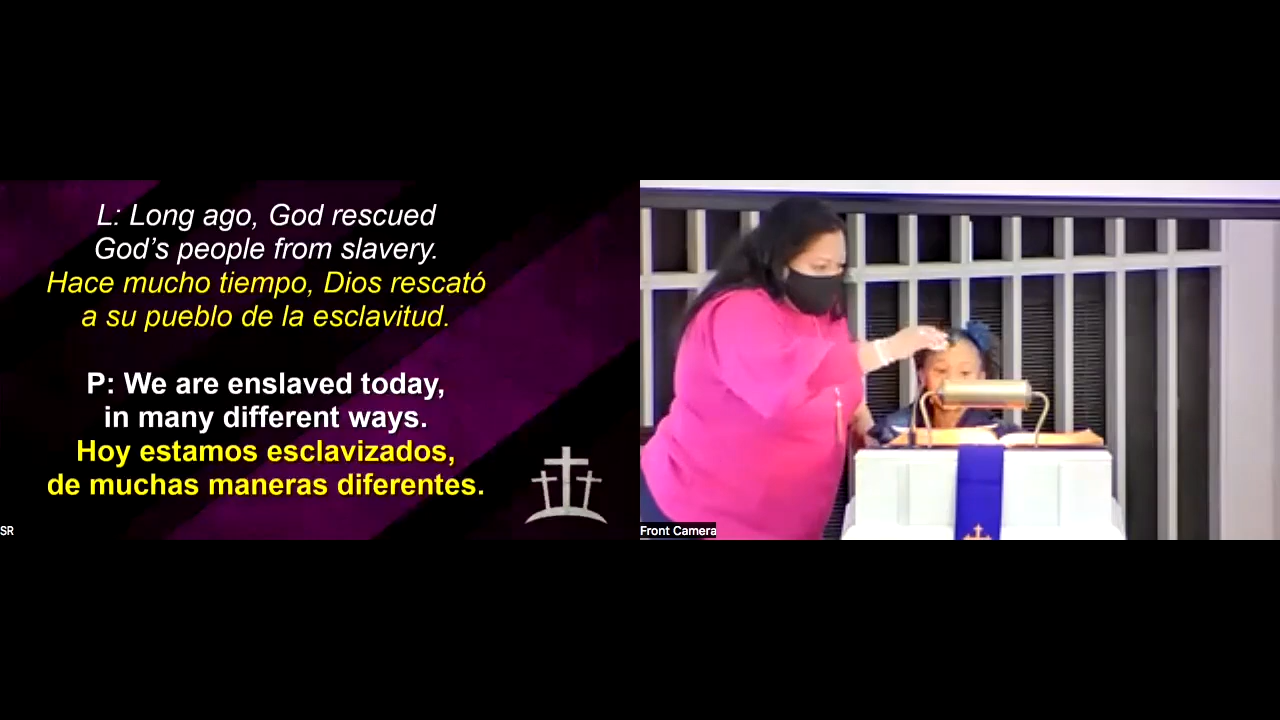 L: Long ago, God rescued
God’s people from slavery.
Hace mucho tiempo, Dios rescató
a su pueblo de la esclavitud.
P: We are enslaved today,
in many different ways.
Hoy estamos esclavizados,
de muchas maneras diferentes.
SR
Front Camera